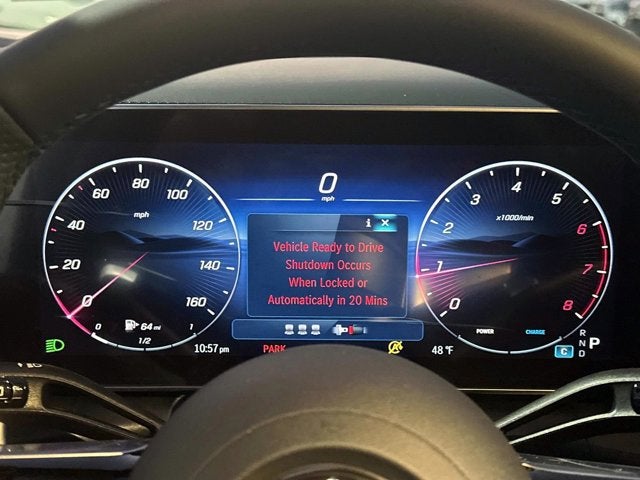 0
mph
i ×
Vehicle Ready to Drive
Shutdown Occurs
When Locked or
Automatically in 20 Mins
0 20 40 60 80 100 120 140 160
mph
0 1/2 1
64 mi
0 1 2 3 4 5 6 7 8
x1000/min
POWER CHARGE
C
R
N
D
P
10:57 pm PARK 48 °F